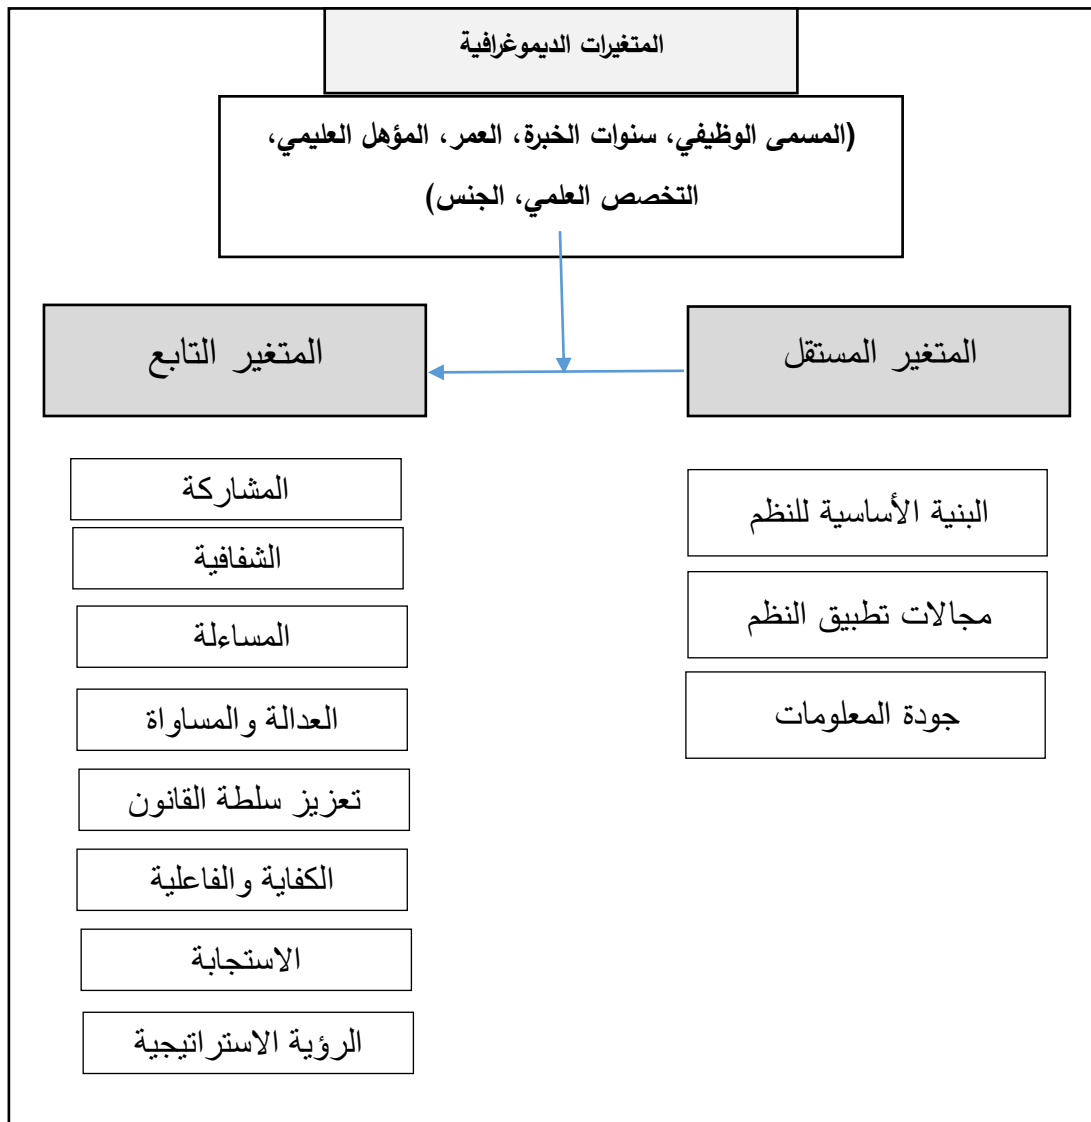 المتغيرات الديموغرافية
(المسمى الوظيفي، سنوات الخبرة، العمر، المؤهل العليمي،
التخصص العلمي، الجنس)
المتغير المستقل
البنية الأساسية للنظم
مجالات تطبيق النظم
جودة المعلومات
المتغير التابع
المشاركة
الشفافية
المساءلة
العدالة والمساواة
تعزيز سلطة القانون
الكفاية والفاعلية
الاستجابة
الرؤية الاستراتيجية